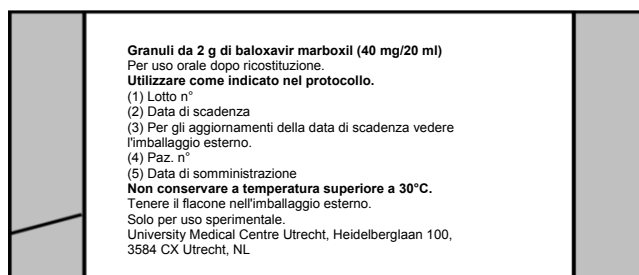 Granuli da 2 g di baloxavir marboxil (40 mg/20 ml)
Per uso orale dopo ricostituzione.
Utilizzare come indicato nel protocollo.
(1) Lotto n°
(2) Data di scadenza
(3) Per gli aggiornamenti della data di scadenza vedere
l'imballaggio esterno.
(4) Paz. n°
(5) Data di somministrazione
Non conservare a temperatura superiore a 30°C.
Tenere il flacone nell'imballaggio esterno.
Solo per uso sperimentale.
University Medical Centre Utrecht, Heidelberglaan 100,
3584 CX Utrecht, NL